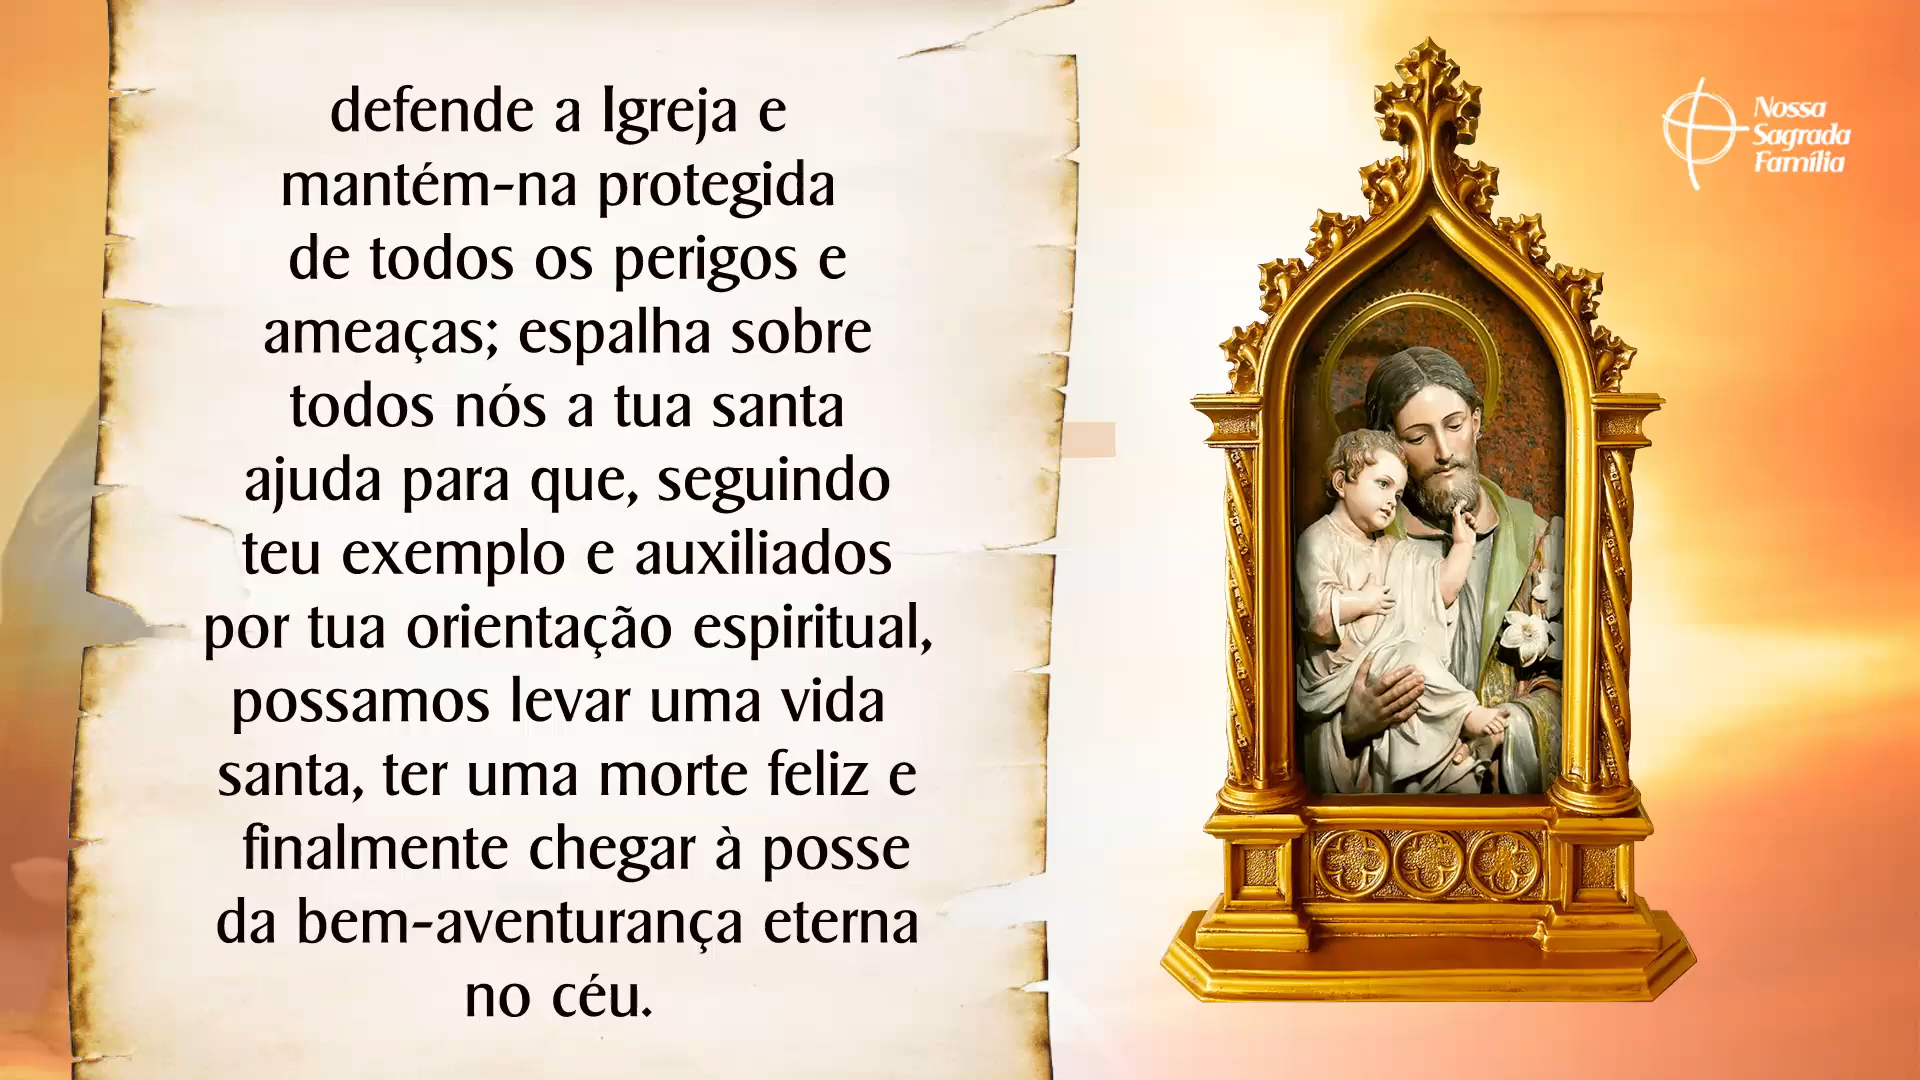 defende a Igreja e
mantém-na protegida
de todos os perigos e
ameaças; espalha sobre
todos nós a tua santa
ajuda para que, seguindo
teu exemplo e auxiliados
por tua orientação espiritual,
possamos levar uma vida
santa, ter uma morte feliz e
finalmente chegar à posse
da bem-aventurança eterna
no céu.
Nossa
Sagrada
Família